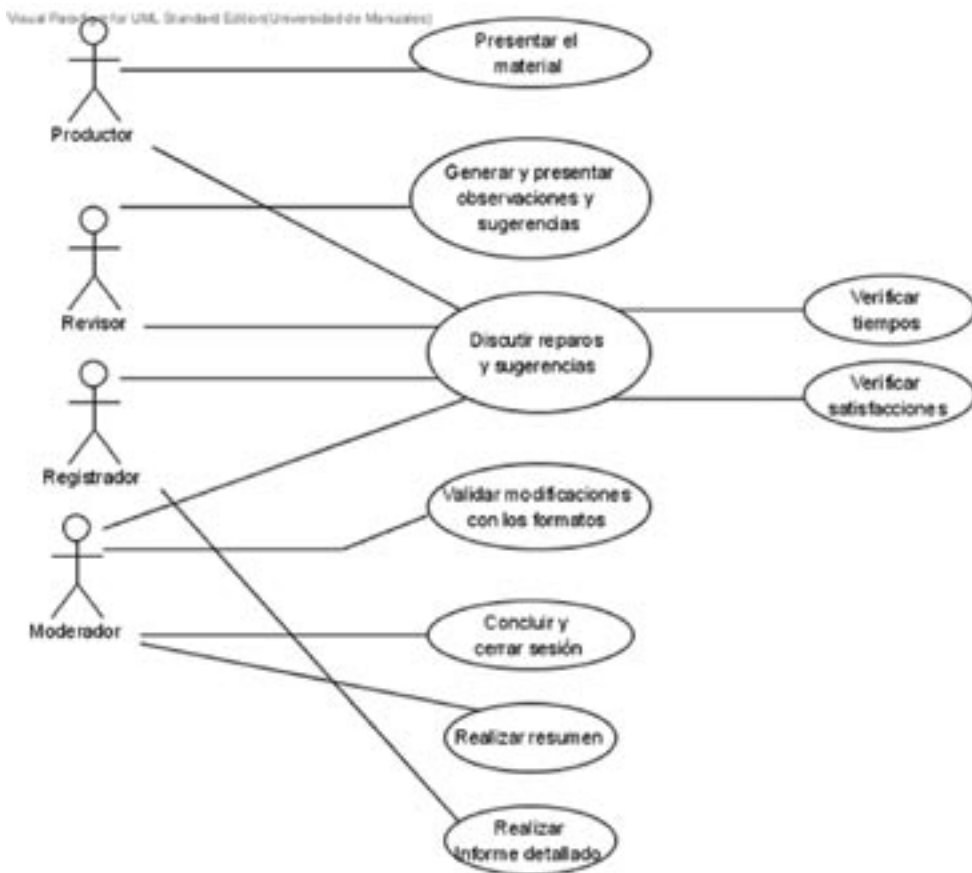 Visual Paradigm for UML Standard Edition(Universidad de Manizales)
Presentar el
material
Productor
Generar y presentar
observaciones y
sugerencias
Revisor
Discutir reparos
y sugerencias
Verificar
tiempos
Verificar
satisfacciones
Registrador
Validar modificaciones
con los formatos
Moderador
Concluir y
cerrar sesión
Realizar resumen
Realizar
Informe detallado